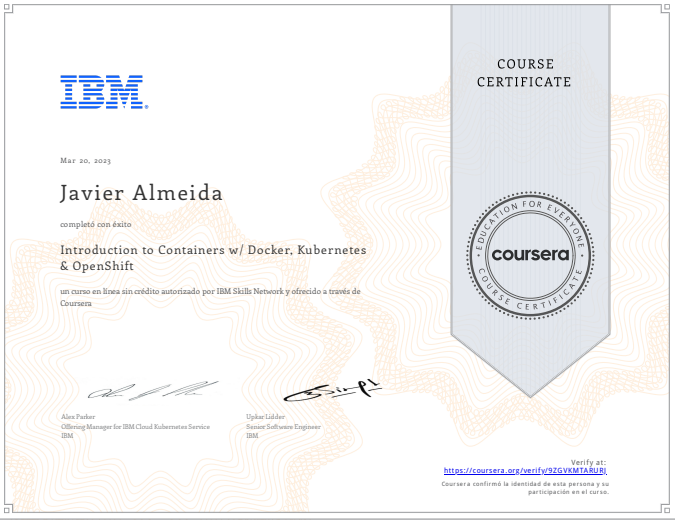 IBM®
COURSE
CERTIFICATE
Mar 20, 2023
Javier Almeida
completó con éxito
Introduction to Containers w/ Docker, Kubernetes
& OpenShift
un curso en línea sin crédito autorizado por IBM Skills Network y ofrecido a través de
Coursera
EDUCATION FOR EVERYONE
coursera
COURSE CERTIFICATE
Alex Parker
Offering Manager for IBM Cloud Kubernetes Service
IBM
Upkar Lidder
Senior Software Engineer
IBM
Verify at:
https://coursera.org/verify/9ZGVKMTARURJ
Coursera confirmó la identidad de esta persona y su
participación en el curso.